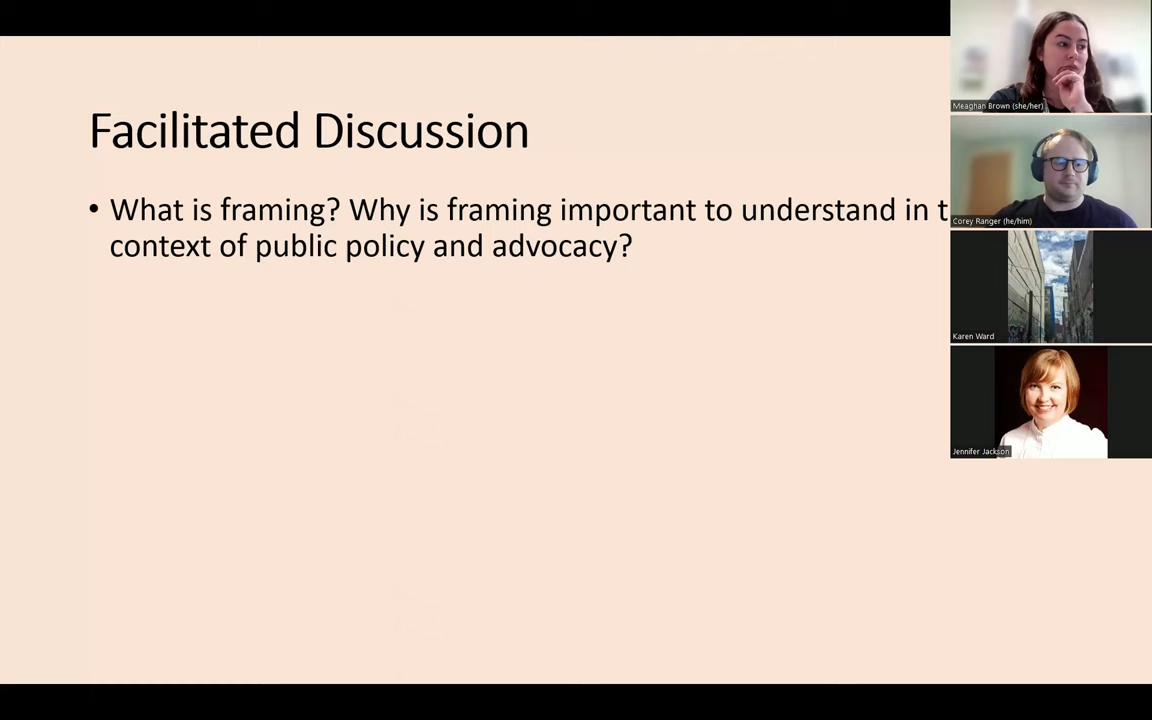 Facilitated Discussion
• What is framing? Why is framing important to understand in t
context of public policy and advocacy?
Meaghan Brown (she/her)
Corey Ranger (he/him)
Karen Ward
Jennifer Jackson